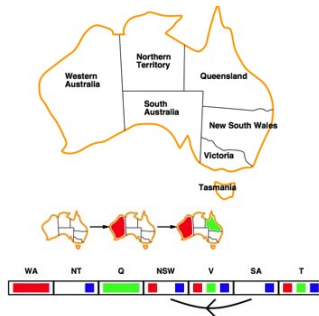 Northern
Territory
Western
Australia
Queensland
South
Australia
New South Wales
Victoria
Tasmania
WA NT Q NSW V SA T